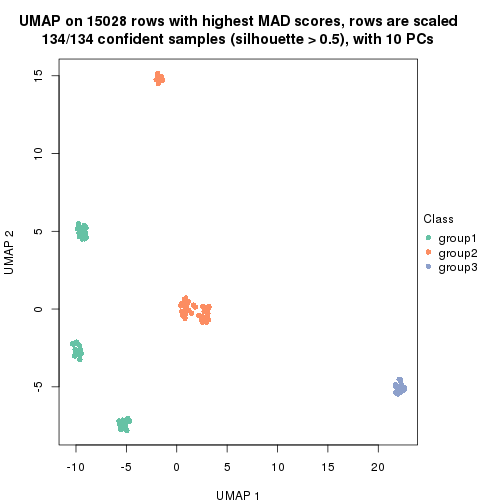 UMAP on 15028 rows with highest MAD scores, rows are scaled
134/134 confident samples (silhouette > 0.5), with 10 PCs
15
10
5
0
-5
UMAP 2
-10
-5
0
5
10
15
20
UMAP 1
Class
group1
group2
group3